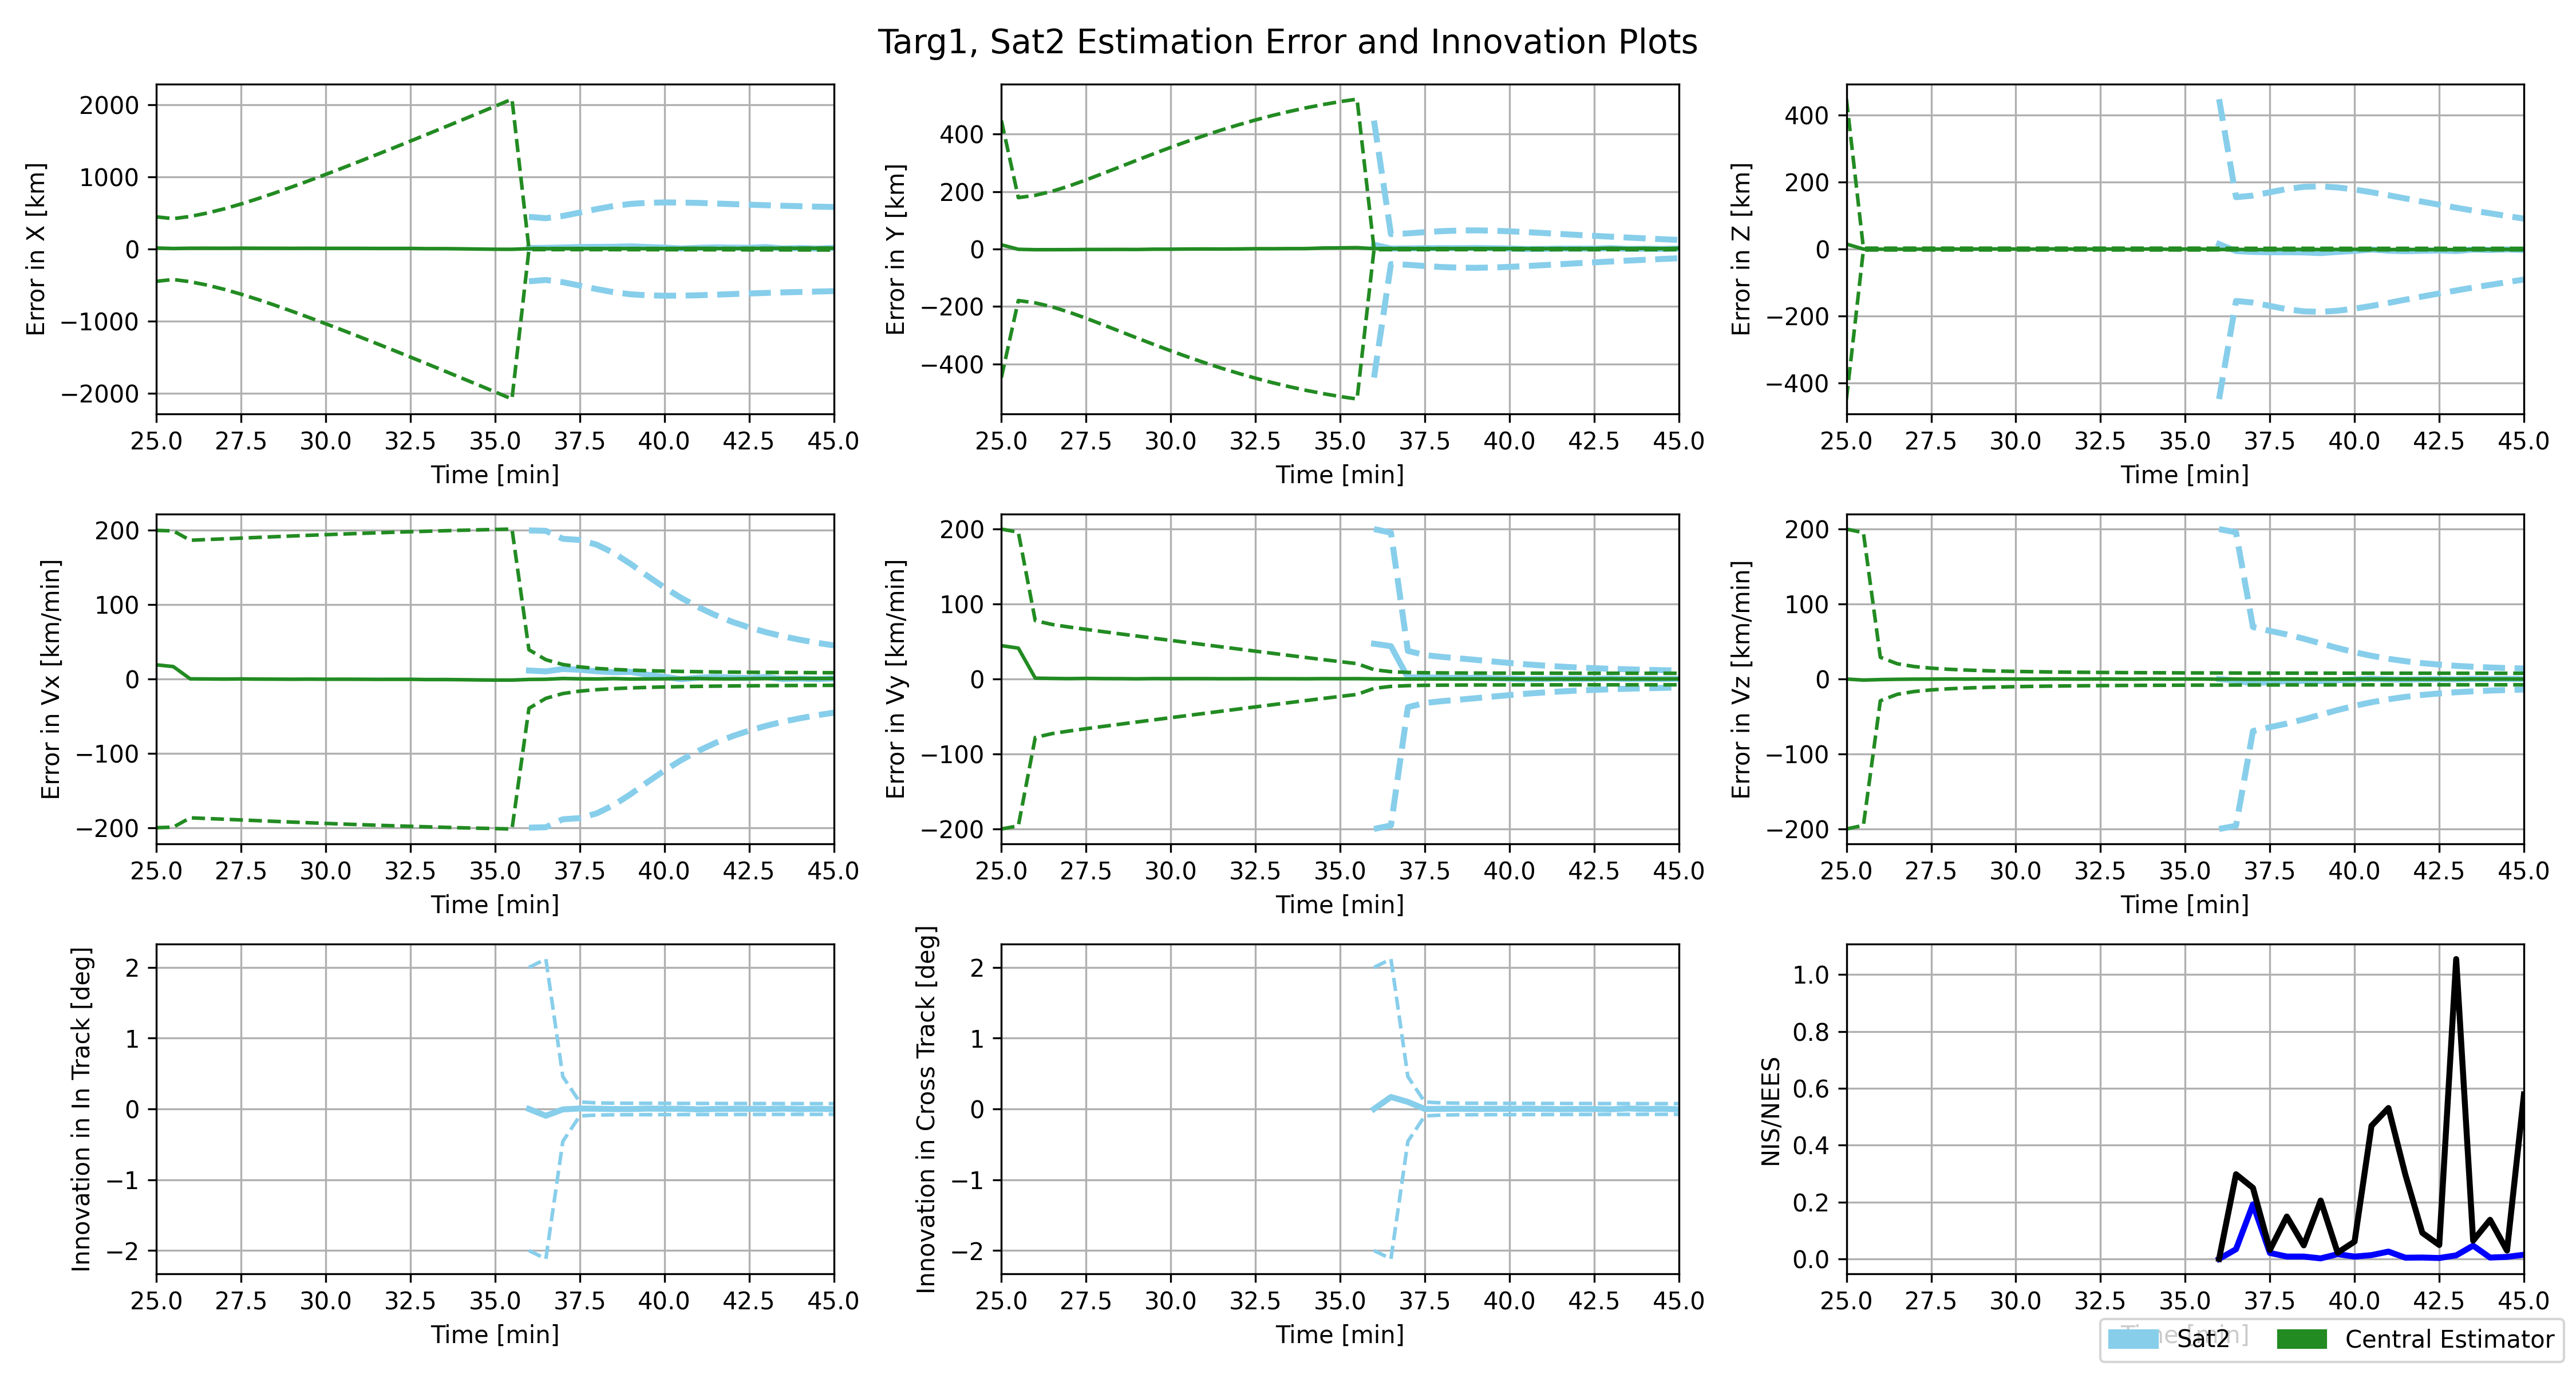 Targ1, Sat2 Estimation Error and Innovation Plots
Error in X [km]
2000
1000
0
−1000
−2000
25.0 27.5 30.0 32.5 35.0 37.5 40.0 42.5 45.0
Time [min]
Error in Y [km]
400
200
0
−200
−400
25.0 27.5 30.0 32.5 35.0 37.5 40.0 42.5 45.0
Time [min]
Error in Z [km]
400
200
0
−200
−400
25.0 27.5 30.0 32.5 35.0 37.5 40.0 42.5 45.0
Time [min]
Error in Vx [km/min]
200
100
0
−100
−200
25.0 27.5 30.0 32.5 35.0 37.5 40.0 42.5 45.0
Time [min]
Error in Vy [km/min]
200
100
0
−100
−200
25.0 27.5 30.0 32.5 35.0 37.5 40.0 42.5 45.0
Time [min]
Error in Vz [km/min]
200
100
0
−100
−200
25.0 27.5 30.0 32.5 35.0 37.5 40.0 42.5 45.0
Time [min]
Innovation in In Track [deg]
2
1
0
−1
−2
25.0 27.5 30.0 32.5 35.0 37.5 40.0 42.5 45.0
Time [min]
Innovation in Cross Track [deg]
2
1
0
−1
−2
25.0 27.5 30.0 32.5 35.0 37.5 40.0 42.5 45.0
Time [min]
NIS/NEES
1.0
0.8
0.6
0.4
0.2
0.0
25.0 27.5 30.0 32.5 35.0 37.5 40.0 42.5 45.0
Time [min]
Sat2 Central Estimator